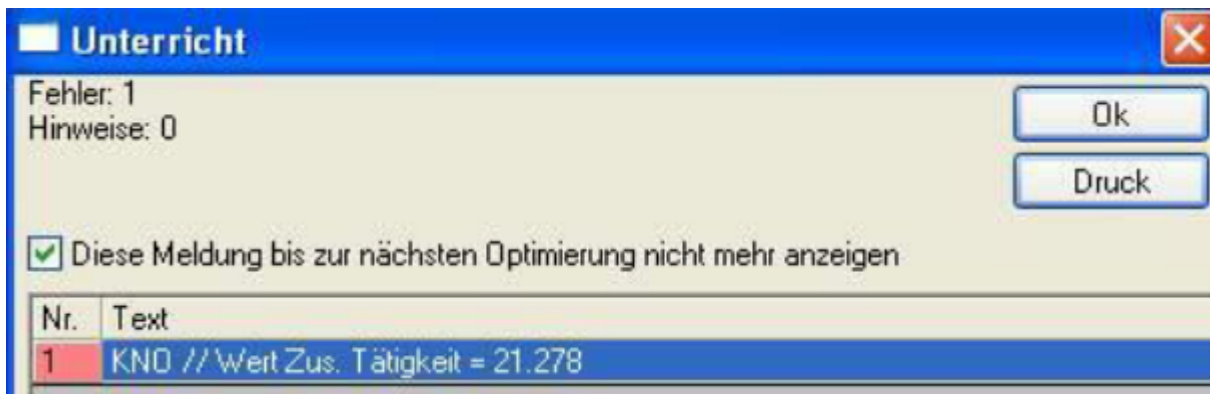 Unterricht
Fehler: 1
Hinweise: 0
Ok
Druck
Diese Meldung bis zur nächsten Optimierung nicht mehr anzeigen
Nr. Text
1 KNO // Wert Zus. Tätigkeit = 21.278